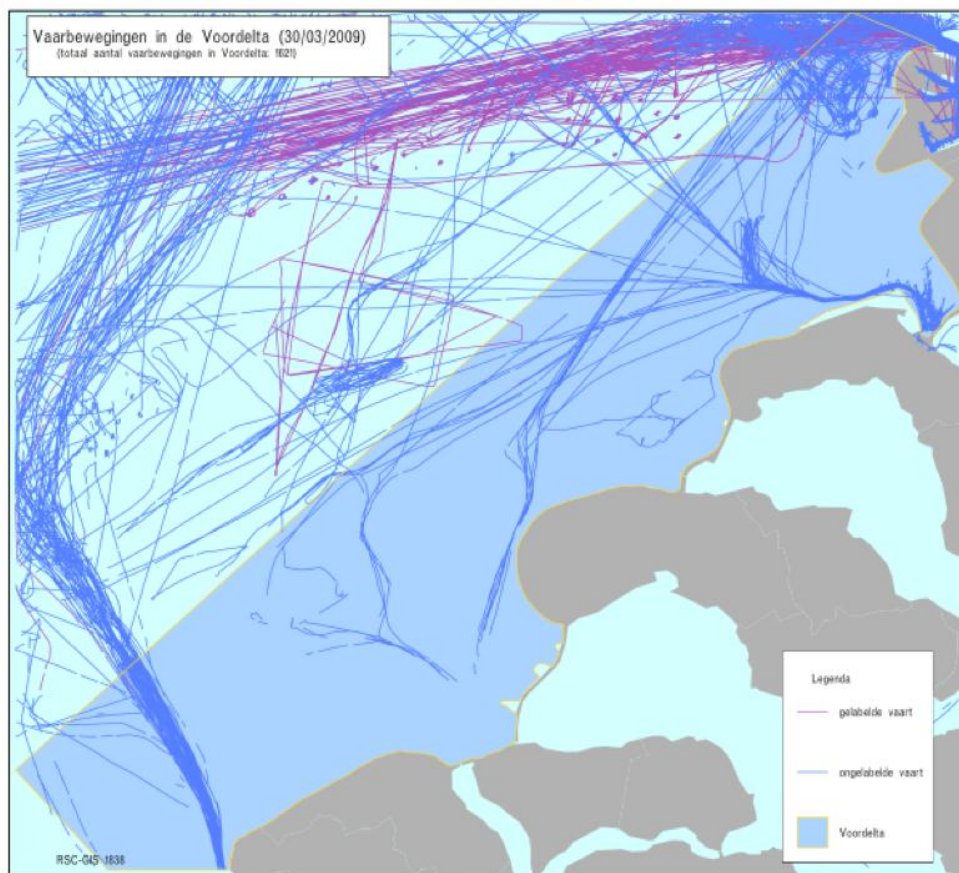 Vaarbewegingen in de Voordelta (30/03/2009)
(totaal aantal vaarbewegingen in Voordelta: 1621)
Legenda
gelabelde vaart
ongelabelde vaart
Voordelta
RSC-GIS 1838